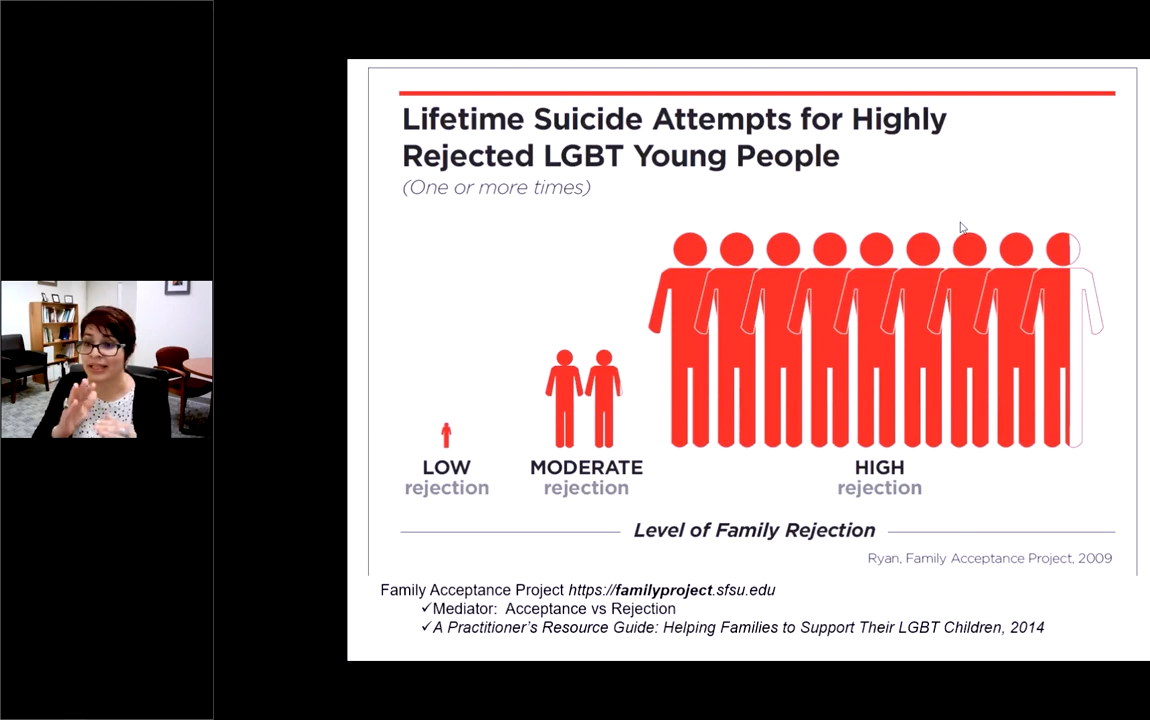 Lifetime Suicide Attempts for Highly
Rejected LGBT Young People
(One or more times)
LOW
rejection
MODERATE
rejection
HIGH
rejection
Level of Family Rejection
Ryan, Family Acceptance Project, 2009
Family Acceptance Project https://familyproject.sfsu.edu
✓Mediator: Acceptance vs Rejection
✓A Practitioner's Resource Guide: Helping Families to Support Their LGBT Children, 2014